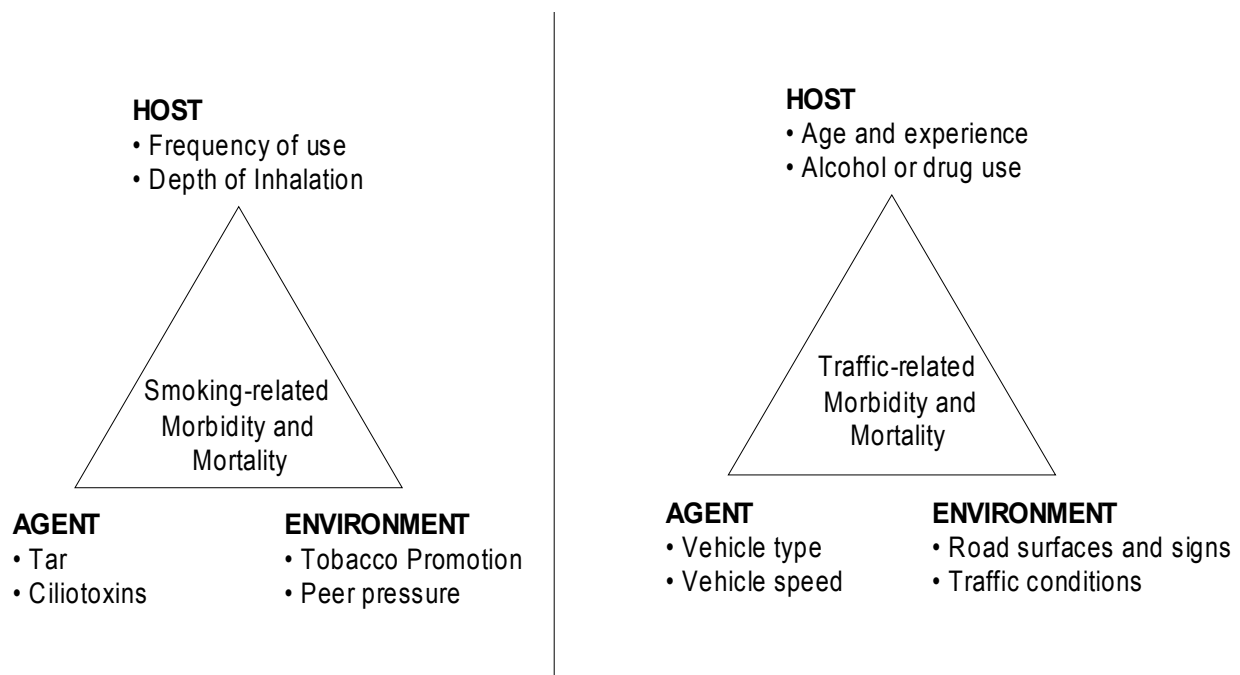 HOST
• Frequency of use
• Depth of Inhalation
Smoking-related
Morbidity and
Mortality
AGENT
• Tar
• Ciliotoxins
ENVIRONMENT
• Tobacco Promotion
• Peer pressure
HOST
• Age and experience
• Alcohol or drug use
Traffic-related
Morbidity and
Mortality
AGENT
• Vehicle type
• Vehicle speed
ENVIRONMENT
• Road surfaces and signs
• Traffic conditions